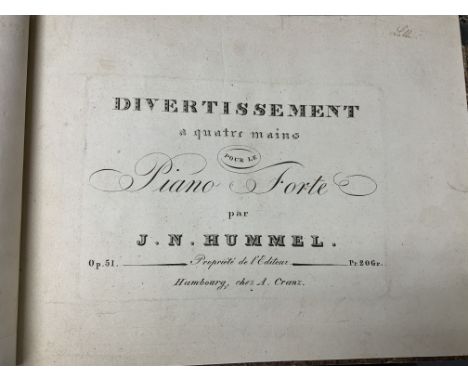 DIVERTISSEMENT
a quatre mains
POUR LE
Piano Forte
par
J. N. HUMMEL.
Op. 51. Propriété de l'Editeur Pr. 20 Gr.
Hambourg, chez A. Cranz.